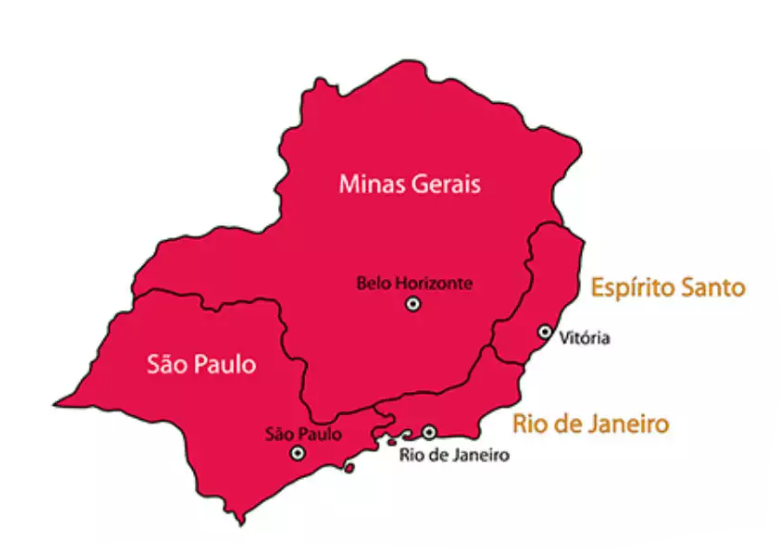 Minas Gerais
Belo Horizonte
Espírito Santo
Vitória
São Paulo
Rio de Janeiro
São Paulo
Rio de Janeiro